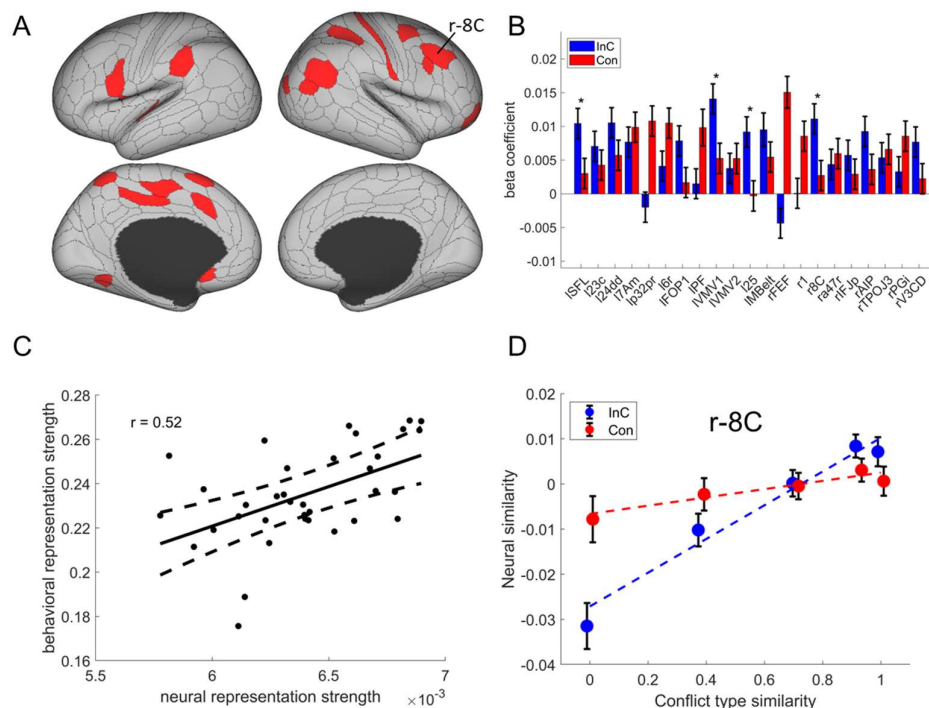 A
r-8C
B
InC
Con
beta coefficient
0.015
0.01
0.005
0
-0.005
-0.01
*
*
*
*
lSFL
l23c
l24dd
l7Am
lp32pr
l6r
lFOP1
lPF
lVMV1
lVMV2
l25
lMBelt
rFEF
r1
r8C
ra47r
rIFJp
rAIP
rTPOJ3
rPGi
rV3CD
C
behavioral representation strength
0.28
0.26
0.24
0.22
0.2
0.18
0.16
r = 0.52
5.5
6
6.5
7
neural representation strength
×10⁻³
D
InC
Con
r-8C
Neural similarity
0.02
0.01
0
-0.01
-0.02
-0.03
-0.04
0
0.2
0.4
0.6
0.8
1
Conflict type similarity